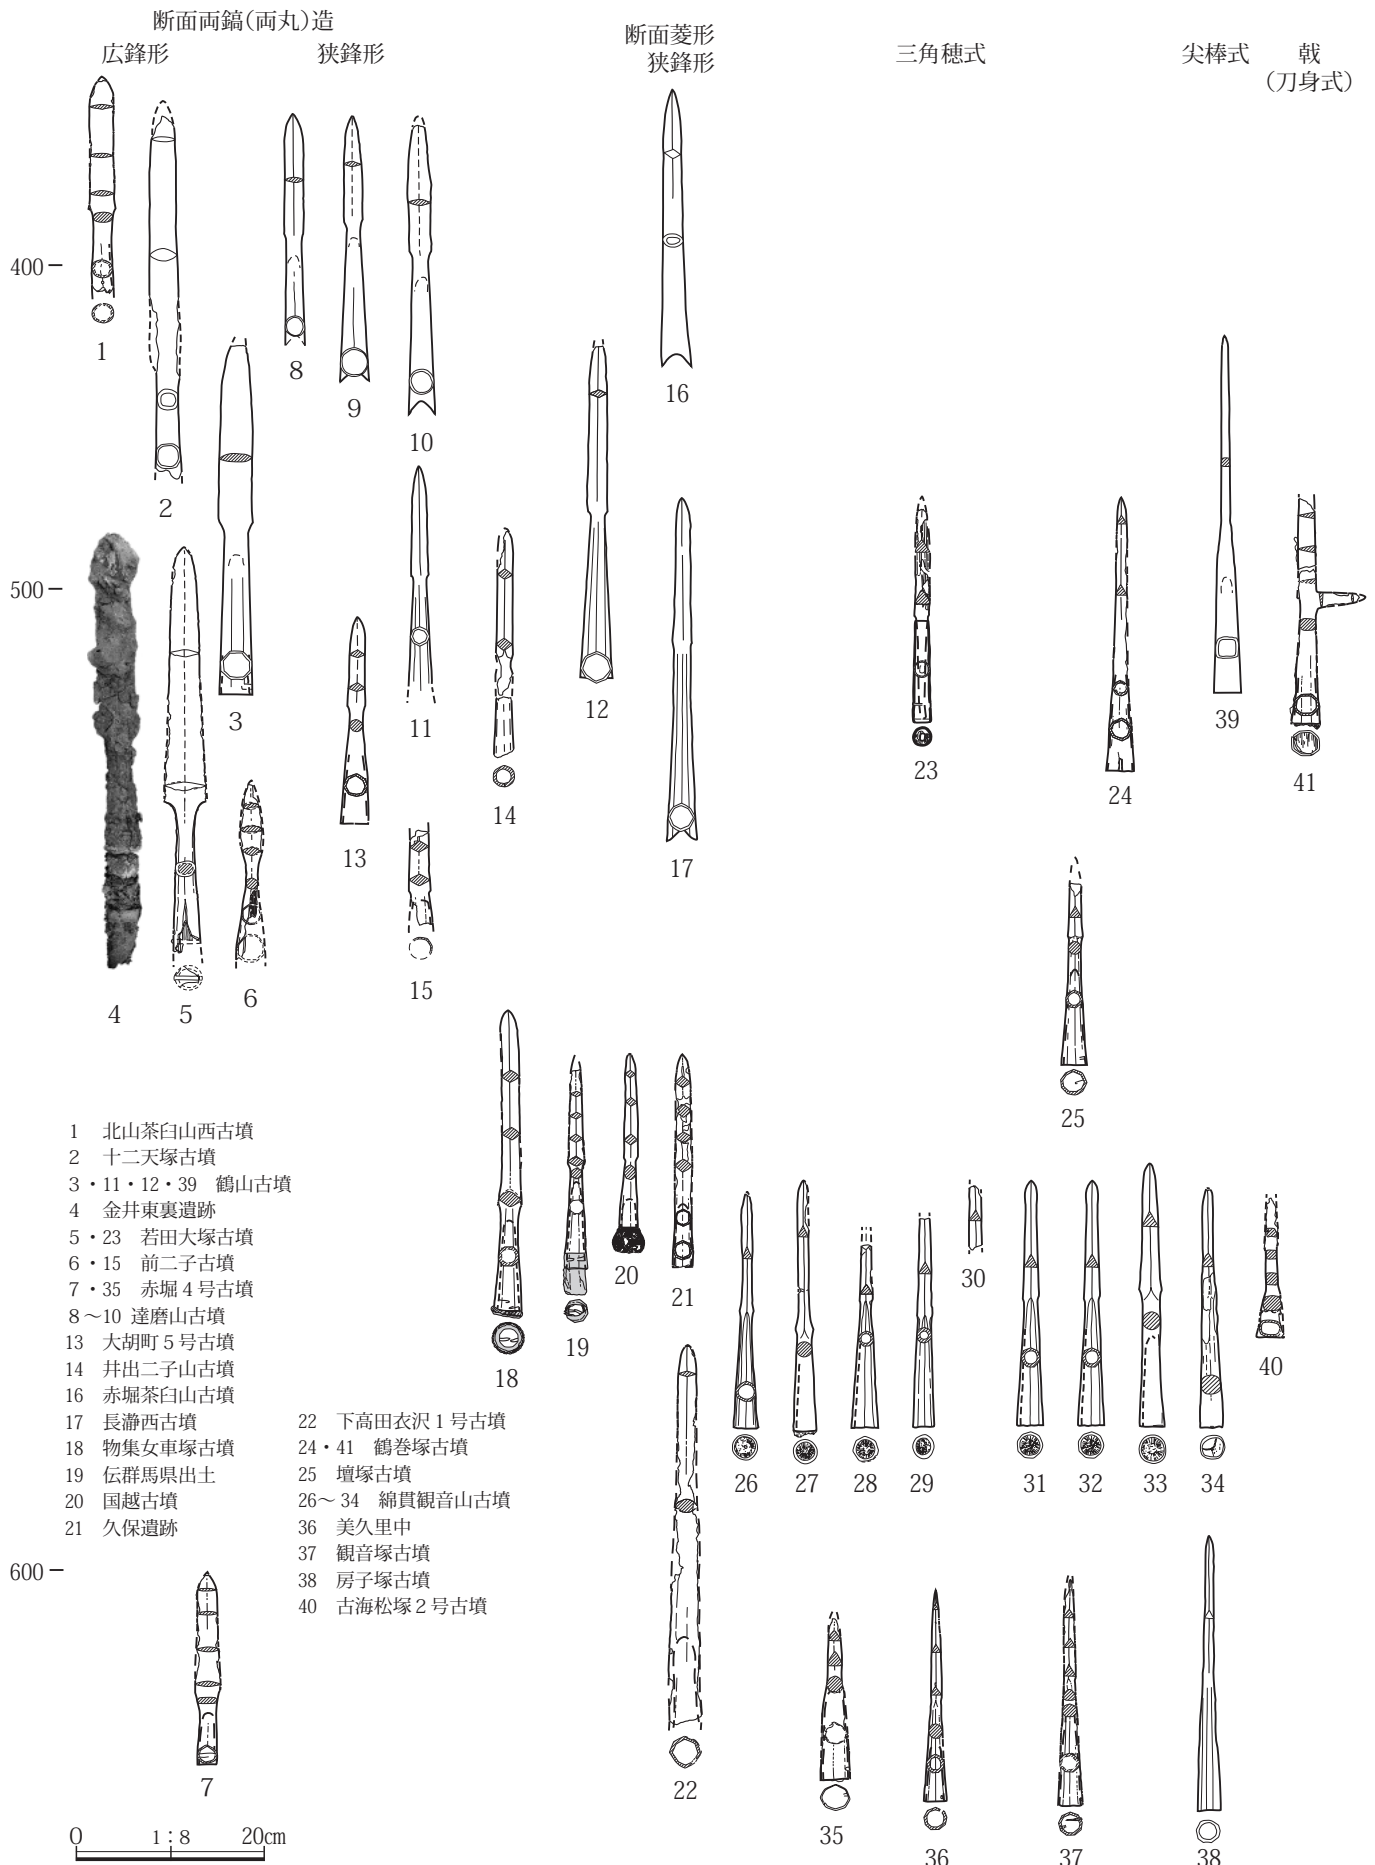 断面両鎬(両丸)造
広鋒形
狭鋒形
断面菱形
狭鋒形
三角穂式
尖棒式
戟
(刀身式)
400
500
600
1
2
3
4
5
6
7
8
9
10
11
12
13
14
15
16
17
18
19
20
21
22
23
24
25
26
27
28
29
30
31
32
33
34
35
36
37
38
39
40
41
1 北山茶臼山西古墳
2 十二天塚古墳
3・11・12・39 鶴山古墳
4 金井東裏遺跡
5・23 若田大塚古墳
6・15 前二子古墳
7・35 赤堀4号古墳
8～10 達磨山古墳
13 大胡町5号古墳
14 井出二子山古墳
16 赤堀茶臼山古墳
17 長瀞西古墳
18 物集女車塚古墳
19 伝群馬県出土
20 国越古墳
21 久保遺跡
22 下高田衣沢1号古墳
24・41 鶴巻塚古墳
25 壇塚古墳
26～34 綿貫観音山古墳
36 美久里中
37 観音塚古墳
38 房子塚古墳
40 古海松塚2号古墳
0 1:8 20cm